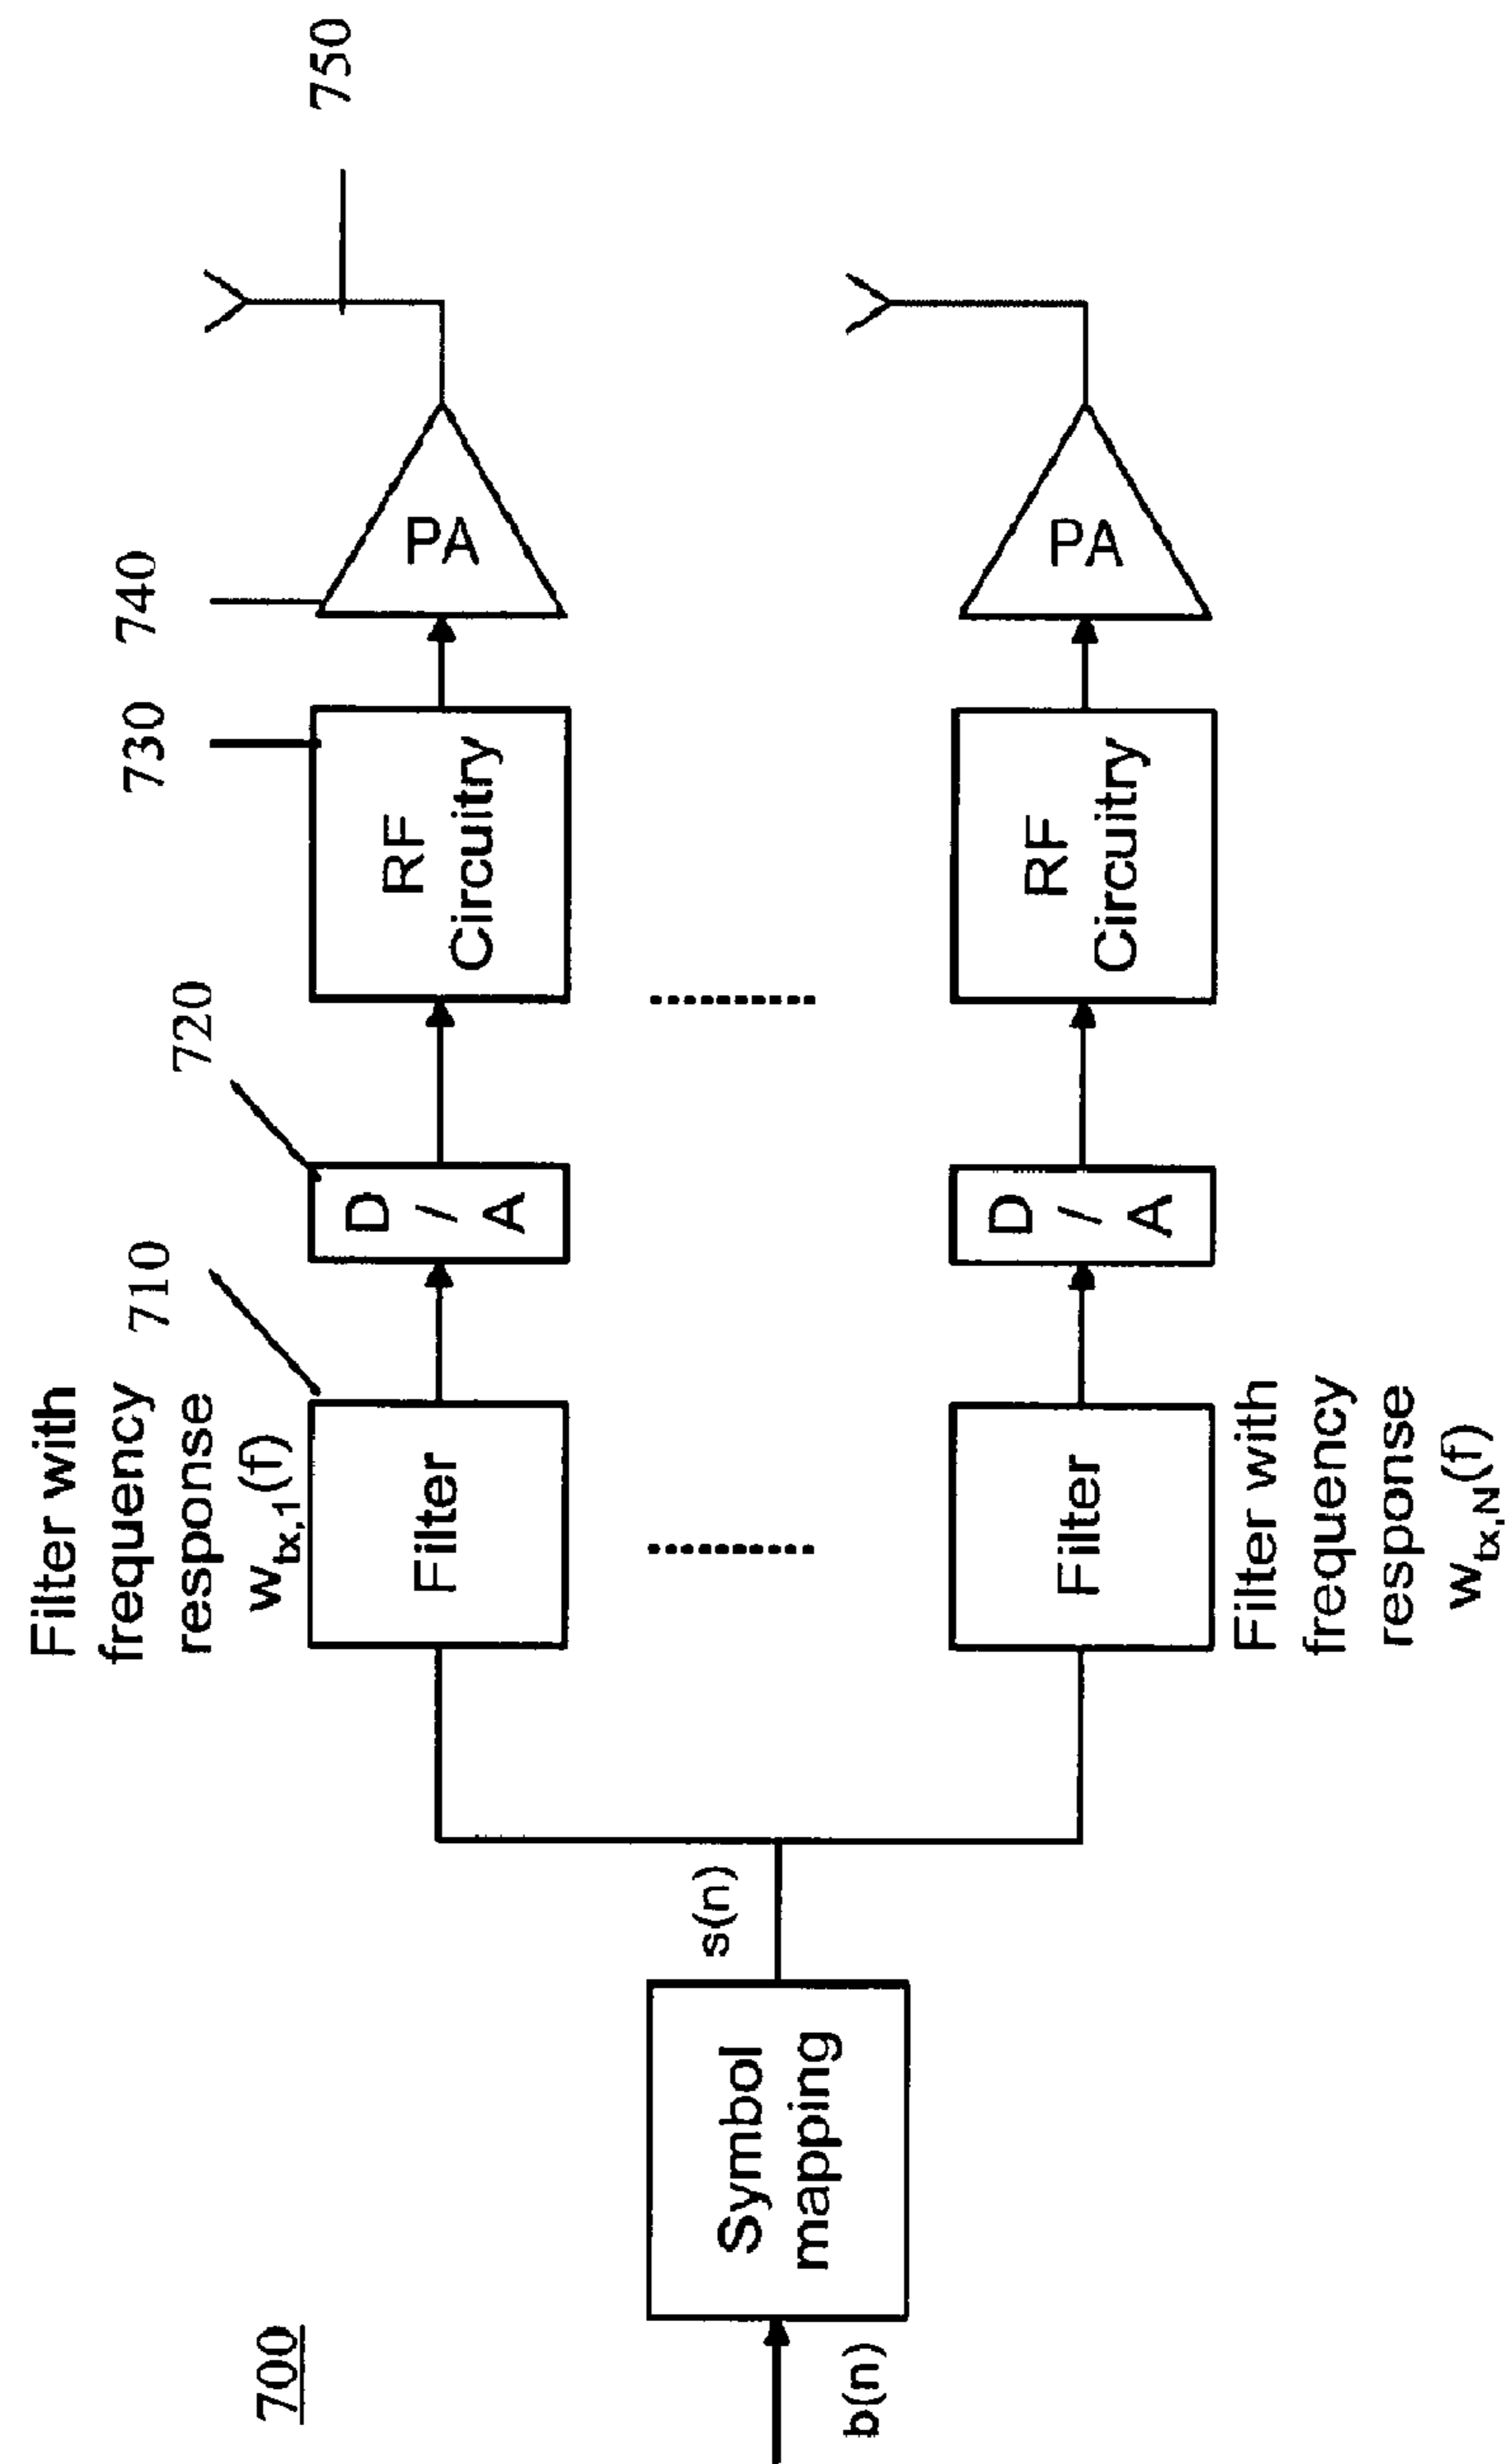 700
b(n)
Symbol
mapping
s(n)
Filter with
frequency
response
w_tx,1(f)
710
Filter
720
D
/
A
730
RF
Circuitry
740
PA
750
Filter
Filter with
frequency
response
w_tx,N(f)
D
/
A
RF
Circuitry
PA